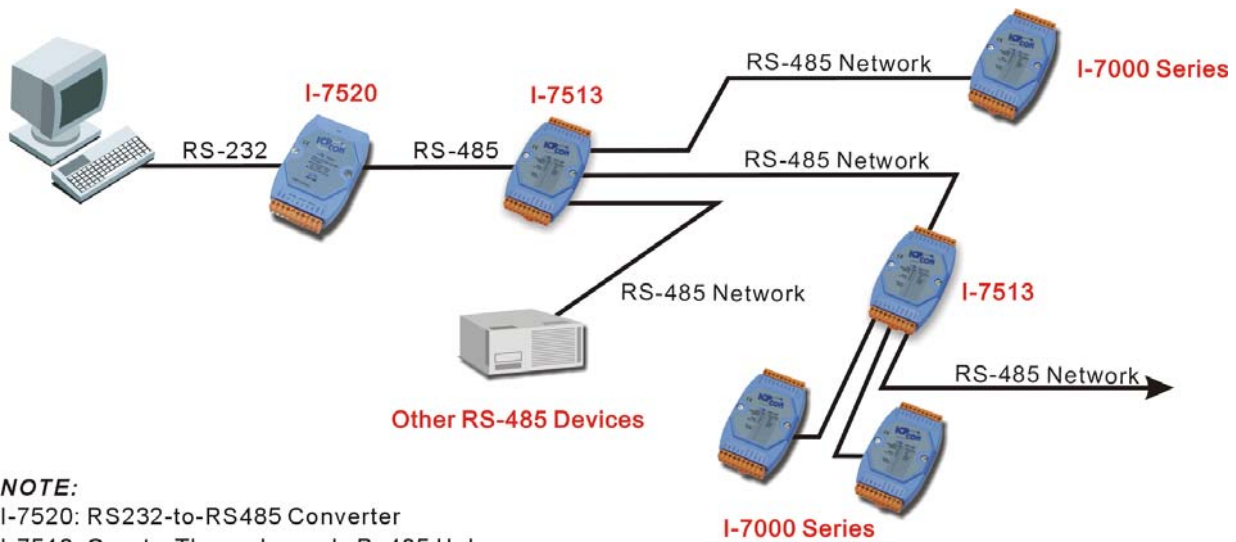 RS-485 Network
I-7000 Series
I-7520
I-7513
RS-232
RS-485
RS-485 Network
RS-485 Network
I-7513
RS-485 Network
Other RS-485 Devices
I-7000 Series
NOTE:
I-7520: RS232-to-RS485 Converter